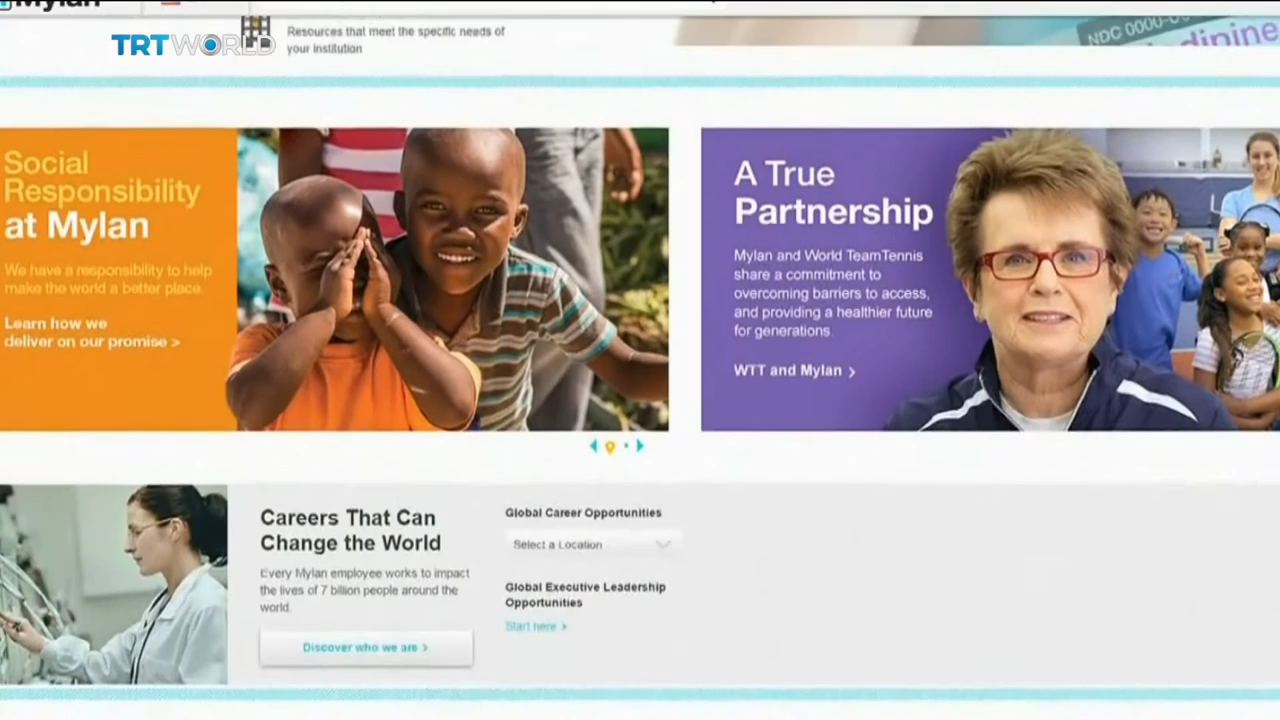 Mylan
TRT WORLD
Resources that meet the specific needs of
your institution
NDC 0000-
dipine
Social
Responsibility
at Mylan
We have a responsibility to help
make the world a better place.
Learn how we
deliver on our promise >
A True
Partnership
Mylan and World TeamTennis
share a commitment to
overcoming barriers to access,
and providing a healthier future
for generations.
WTT and Mylan >
Careers That Can
Change the World
Every Mylan employee works to impact
the lives of 7 billion people around the
world.
Discover who we are >
Global Career Opportunities
Select a Location
Global Executive Leadership
Opportunities
Start here >